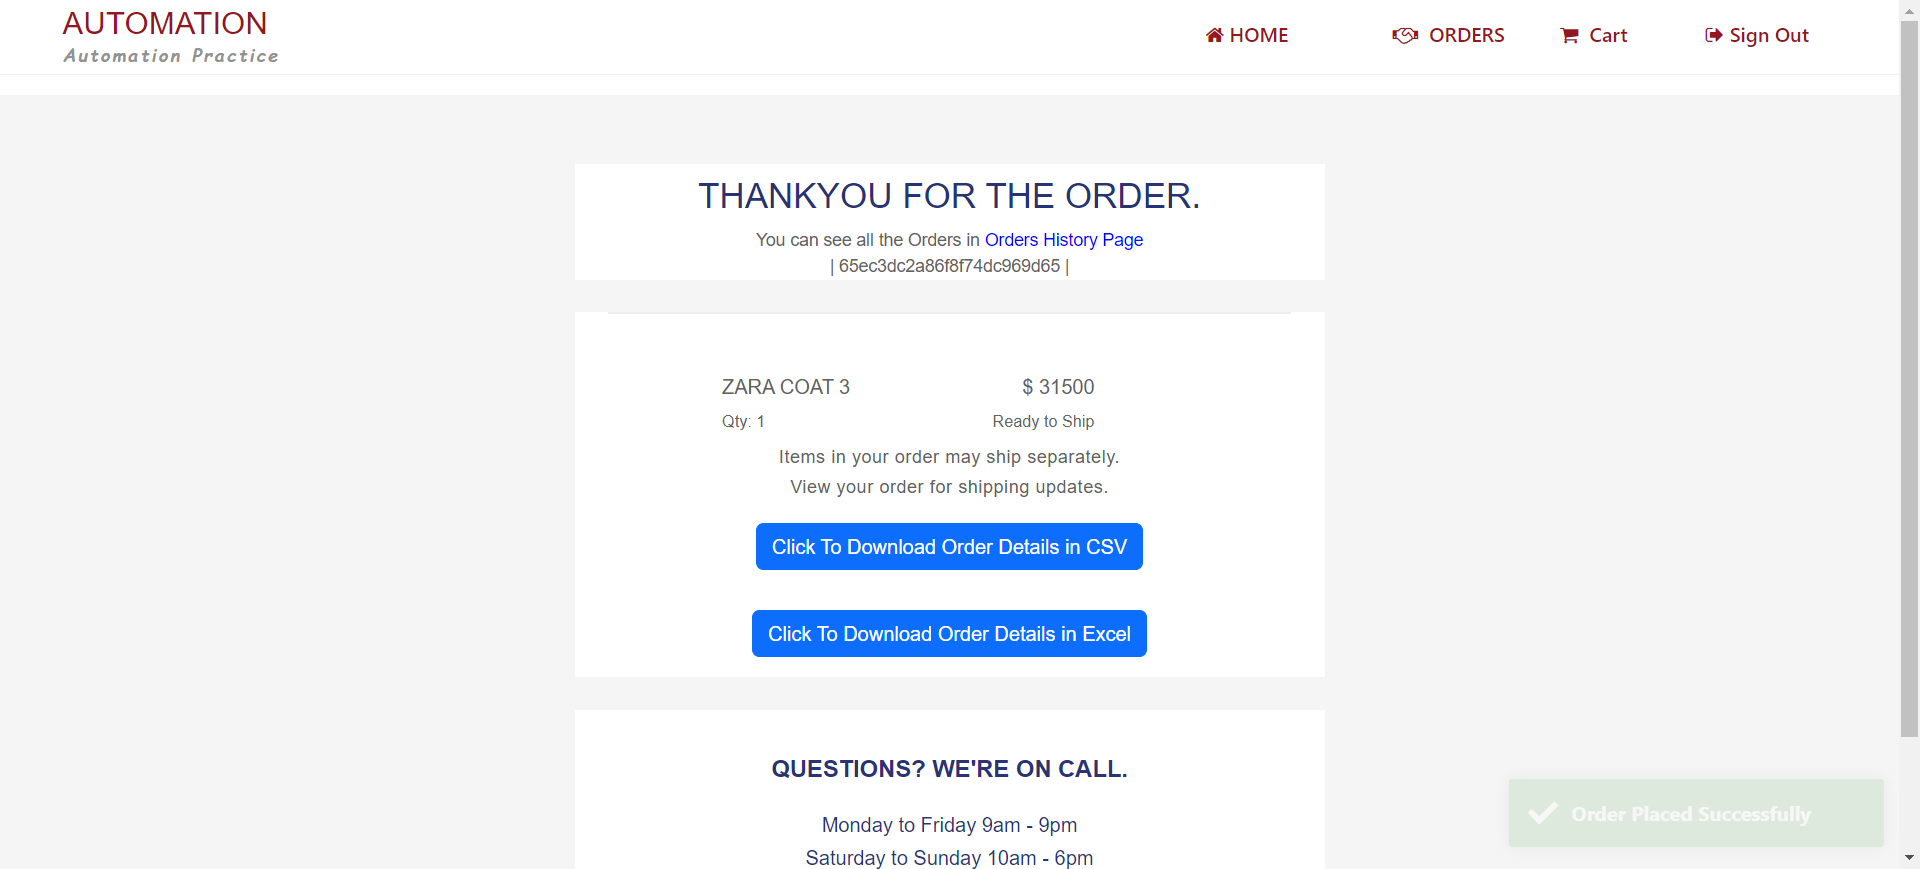 AUTOMATION
Automation Practice
HOME
ORDERS
Cart
Sign Out
THANKYOU FOR THE ORDER.
You can see all the Orders in Orders History Page
| 65ec3dc2a86f8f74dc969d65 |
ZARA COAT 3
$ 31500
Qty: 1
Ready to Ship
Items in your order may ship separately.
View your order for shipping updates.
Click To Download Order Details in CSV
Click To Download Order Details in Excel
QUESTIONS? WE'RE ON CALL.
Monday to Friday 9am - 9pm
Saturday to Sunday 10am - 6pm
Order Placed Successfully